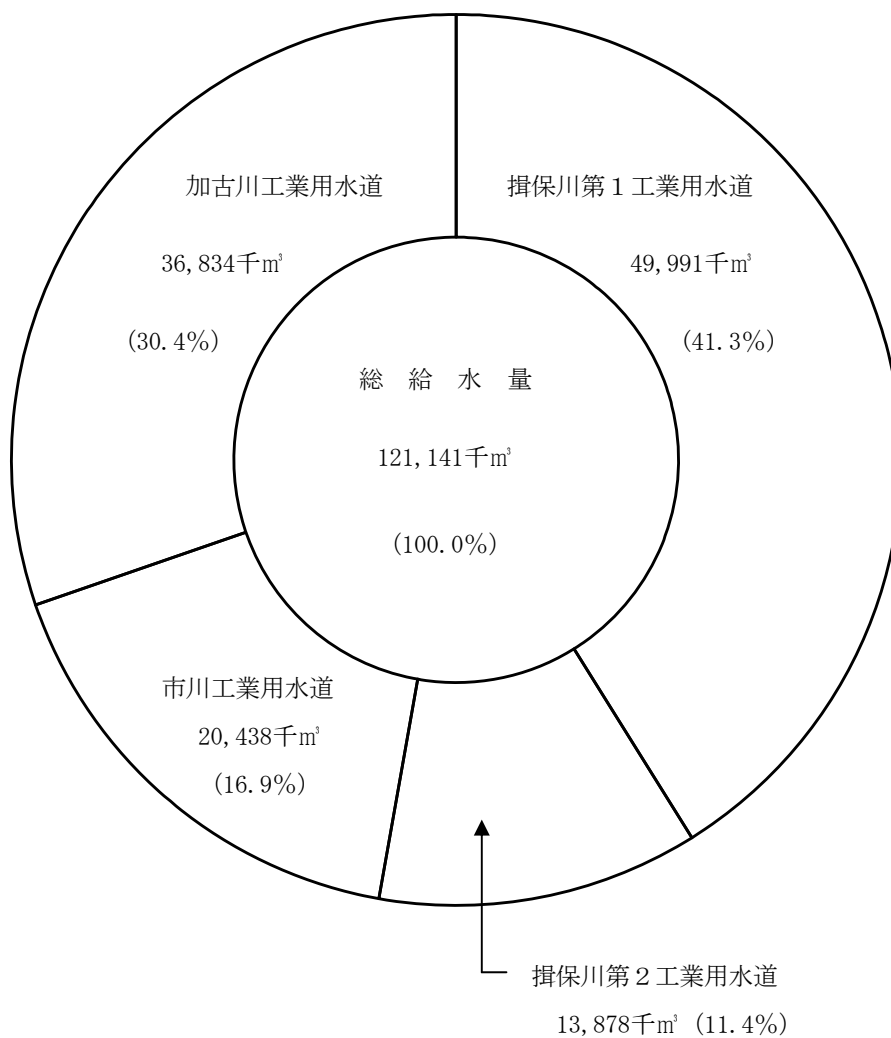 加古川工業用水道
36,834千㎥
(30.4%)
揖保川第１工業用水道
49,991千㎥
(41.3%)
総 給 水 量
121,141千㎥
(100.0%)
市川工業用水道
20,438千㎥
(16.9%)
揖保川第２工業用水道
13,878千㎥ (11.4%)